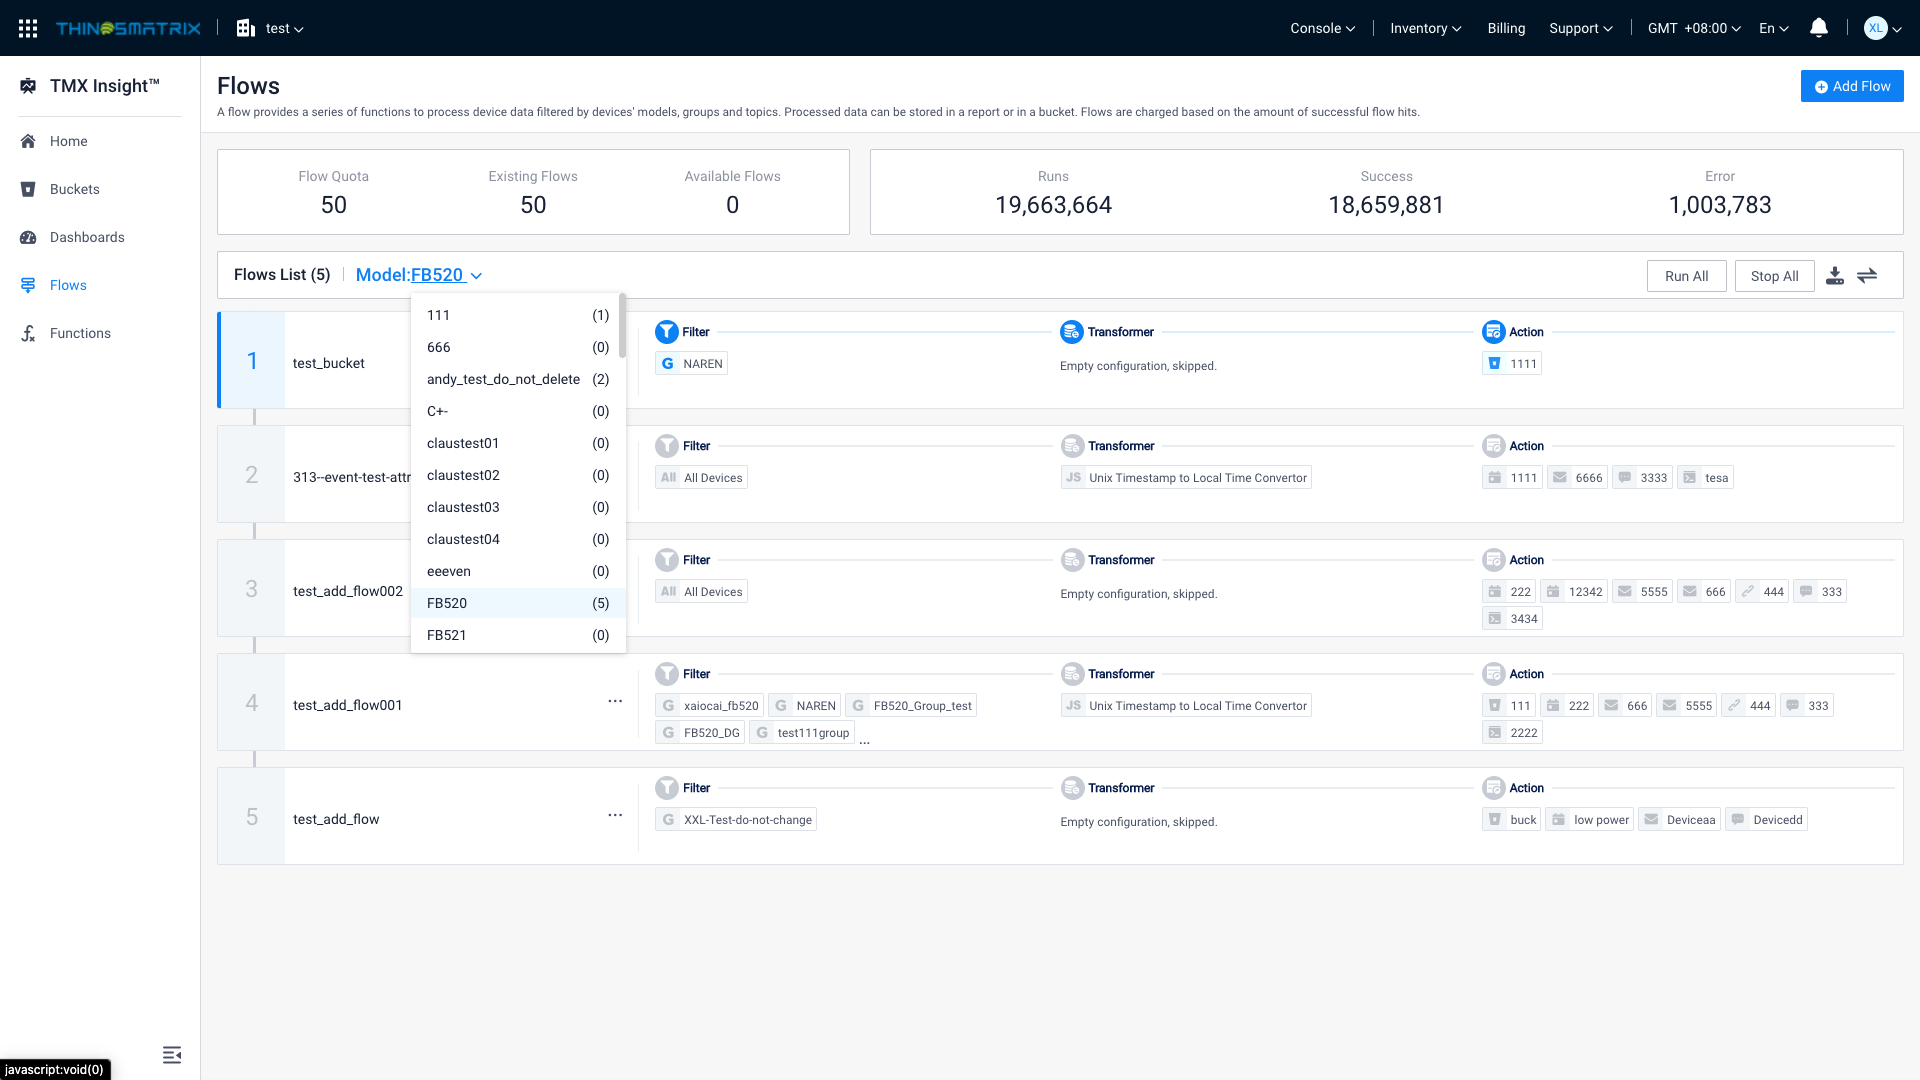 THINGSMATRIX
test
Console
Inventory
Billing
Support
GMT +08:00
En
XL
TMX Insight™
Home
Buckets
Dashboards
Flows
Functions
Flows
A flow provides a series of functions to process device data filtered by devices' models, groups and topics. Processed data can be stored in a report or in a bucket. Flows are charged based on the amount of successful flow hits.
Add Flow
Flow Quota
50
Existing Flows
50
Available Flows
0
Runs
19,663,664
Success
18,659,881
Error
1,003,783
Flows List (5)
Model:FB520
Run All
Stop All
111 (1)
666 (0)
andy_test_do_not_delete (2)
C+- (0)
claustest01 (0)
claustest02 (0)
claustest03 (0)
claustest04 (0)
eeeven (0)
FB520 (5)
FB521 (0)
1
test_bucket
Filter
G NAREN
Transformer
Empty configuration, skipped.
Action
1111
2
313--event-test-attr
Filter
All All Devices
Transformer
JS Unix Timestamp to Local Time Convertor
Action
1111 6666 3333 tesa
3
test_add_flow002
Filter
All All Devices
Transformer
Empty configuration, skipped.
Action
222 12342 5555 666 444 333
3434
4
test_add_flow001
...
Filter
G xaiocai_fb520 G NAREN G FB520_Group_test
G FB520_DG G test111group ...
Transformer
JS Unix Timestamp to Local Time Convertor
Action
111 222 666 5555 444 333
2222
5
test_add_flow
...
Filter
G XXL-Test-do-not-change
Transformer
Empty configuration, skipped.
Action
buck low power Deviceaa Devicedd
javascript:void(0)